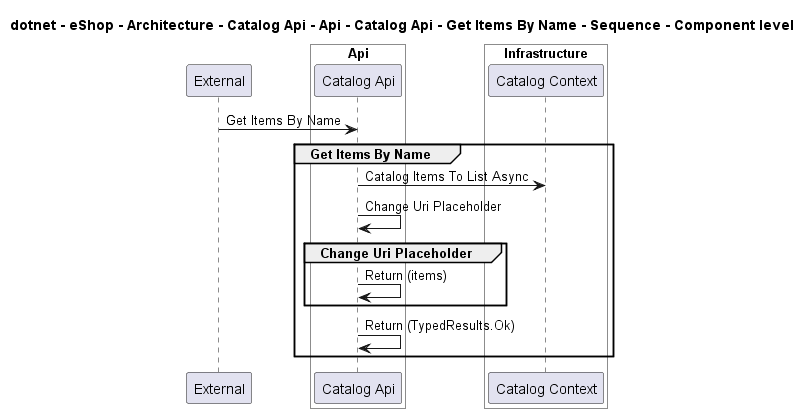 dotnet - eShop - Architecture - Catalog Api - Api - Catalog Api - Get Items By Name - Sequence - Component level
Api
Infrastructure
External
Catalog Api
Catalog Context
Get Items By Name
Get Items By Name
Catalog Items To List Async
Change Uri Placeholder
Change Uri Placeholder
Return (items)
Return (TypedResults.Ok)
External
Catalog Api
Catalog Context